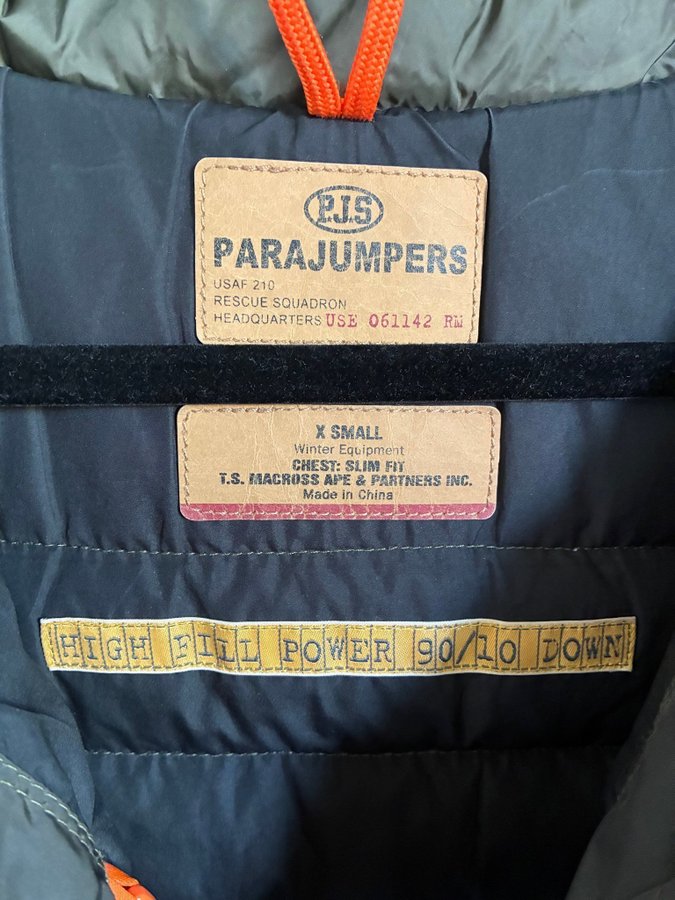 P.J.S
PARAJUMPERS
USAF 210
RESCUE SQUADRON
HEADQUARTERS USE 061142 RM
X SMALL
Winter Equipment
CHEST: SLIM FIT
T.S. MACROSS APE & PARTNERS INC.
Made in China
HIGH FILL POWER 90/10 DOWN